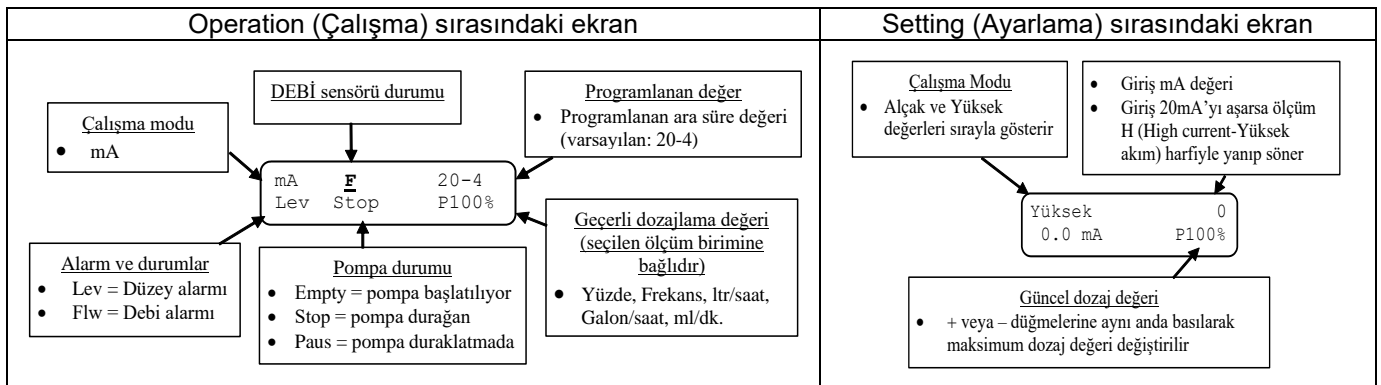 Operation (Çalışma) sırasındaki ekran
Çalışma modu
• mA
DEBİ sensörü durumu
Programlanan değer
• Programlanan ara süre değeri
(varsayılan: 20-4)
mA F 20-4
Lev Stop P100%
Alarm ve durumlar
• Lev = Düzey alarmı
• Flw = Debi alarmı
Pompa durumu
• Empty = pompa başlatılıyor
• Stop = pompa durağan
• Paus = pompa duraklatmada
Geçerli dozajlama değeri
(seçilen ölçüm birimine
bağlıdır)
• Yüzde, Frekans, ltr/saat,
Galon/saat, ml/dk.
Setting (Ayarlama) sırasındaki ekran
Çalışma Modu
• Alçak ve Yüksek
değerleri sırayla gösterir
• Giriş mA değeri
• Giriş 20mA’yı aşarsa ölçüm
H (High current-Yüksek
akım) harfiyle yanıp söner
Yüksek 0
0.0 mA P100%
Güncel dozaj değeri
• + veya – düğmelerine aynı anda basılarak
maksimum dozaj değeri değiştirilir